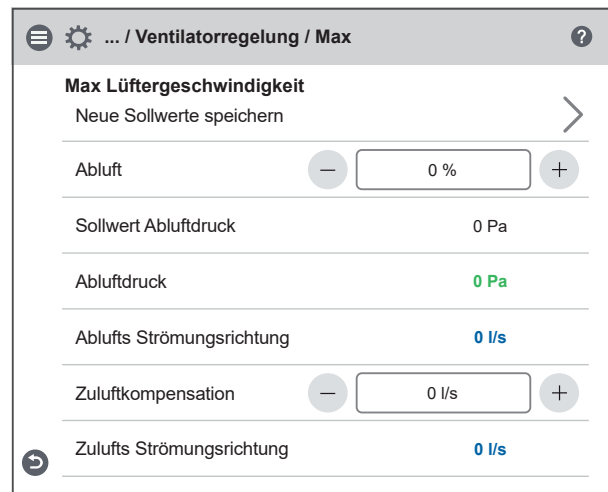 ... / Ventilatorregelung / Max ?
Max Lüftergeschwindigkeit
Neue Sollwerte speichern
Abluft − 0 % +
Sollwert Abluftdruck 0 Pa
Abluftdruck 0 Pa
Ablufts Strömungsrichtung 0 l/s
Zuluftkompensation − 0 l/s +
Zulufts Strömungsrichtung 0 l/s